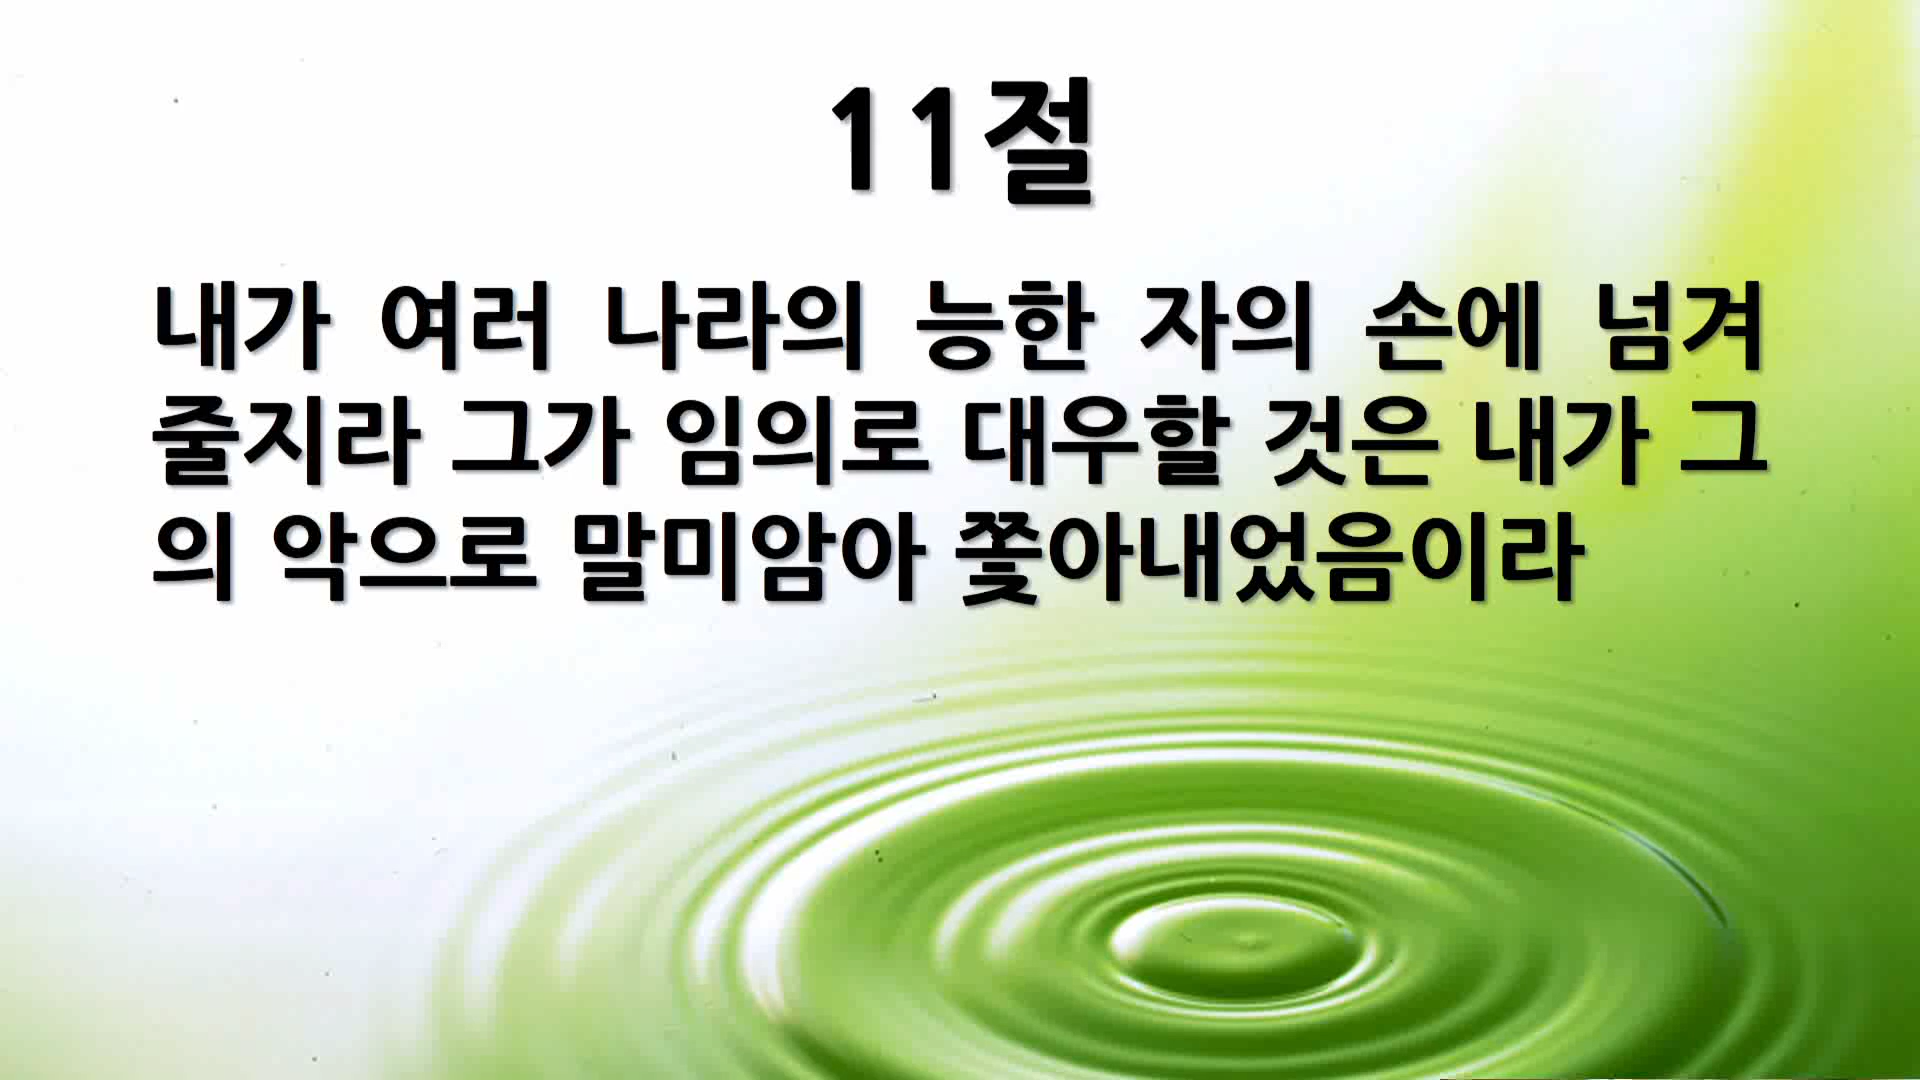 11절
내가 여러 나라의 능한 자의 손에 넘겨
줄지라 그가 임의로 대우할 것은 내가 그
의 악으로 말미암아 쫓아내었음이라